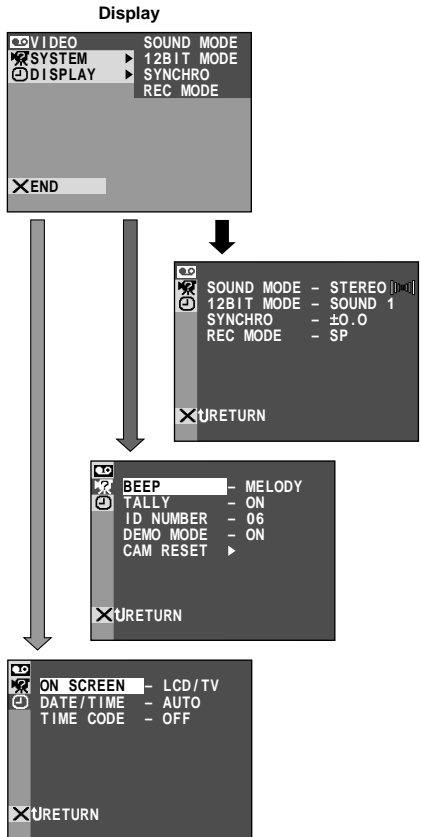 Display
VIDEO SOUND MODE
SYSTEM ▶ 12BIT MODE
DISPLAY ▶ SYNCHRO
REC MODE
END
SOUND MODE – STEREO
12BIT MODE – SOUND 1
SYNCHRO – ±0.0
REC MODE – SP
RETURN
BEEP – MELODY
TALLY – ON
ID NUMBER – 06
DEMO MODE – ON
CAM RESET ▶
RETURN
ON SCREEN – LCD/TV
DATE/TIME – AUTO
TIME CODE – OFF
RETURN